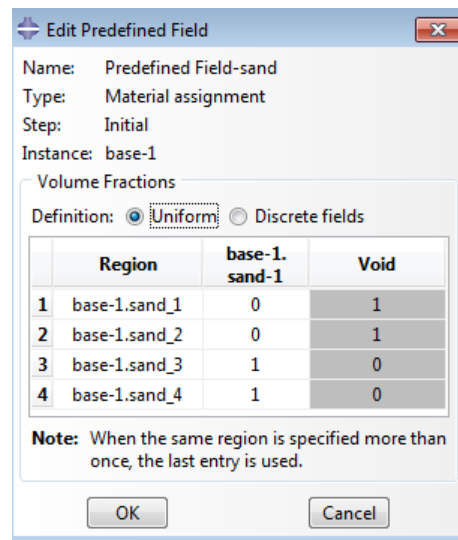 Edit Predefined Field
Name: Predefined Field-sand
Type: Material assignment
Step: Initial
Instance: base-1
Volume Fractions
Definition: Uniform Discrete fields
Region base-1. sand-1 Void
1 base-1.sand_1 0 1
2 base-1.sand_2 0 1
3 base-1.sand_3 1 0
4 base-1.sand_4 1 0
Note: When the same region is specified more than
once, the last entry is used.
OK Cancel